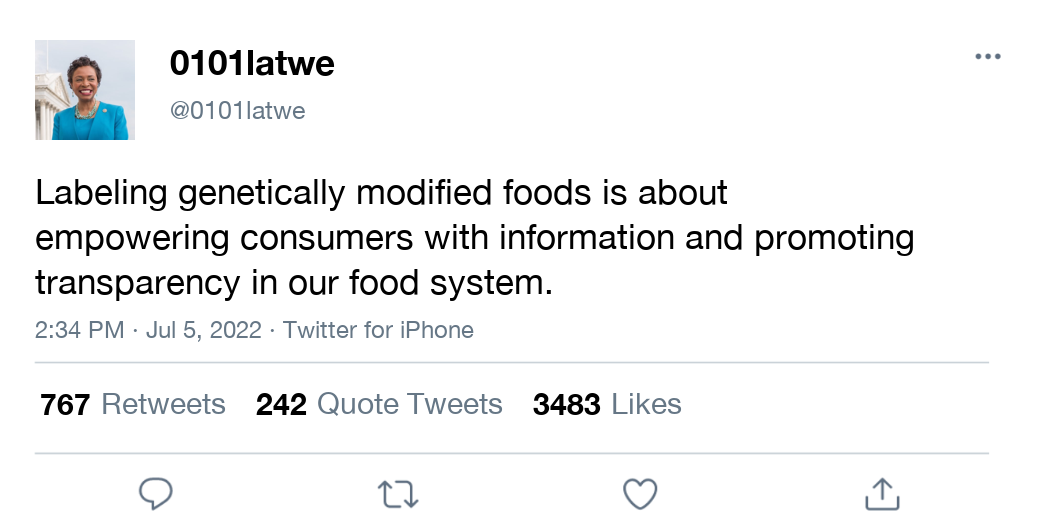 0101latwe
@0101latwe
Labeling genetically modified foods is about
empowering consumers with information and promoting
transparency in our food system.
2:34 PM · Jul 5, 2022 · Twitter for iPhone
767 Retweets 242 Quote Tweets 3483 Likes